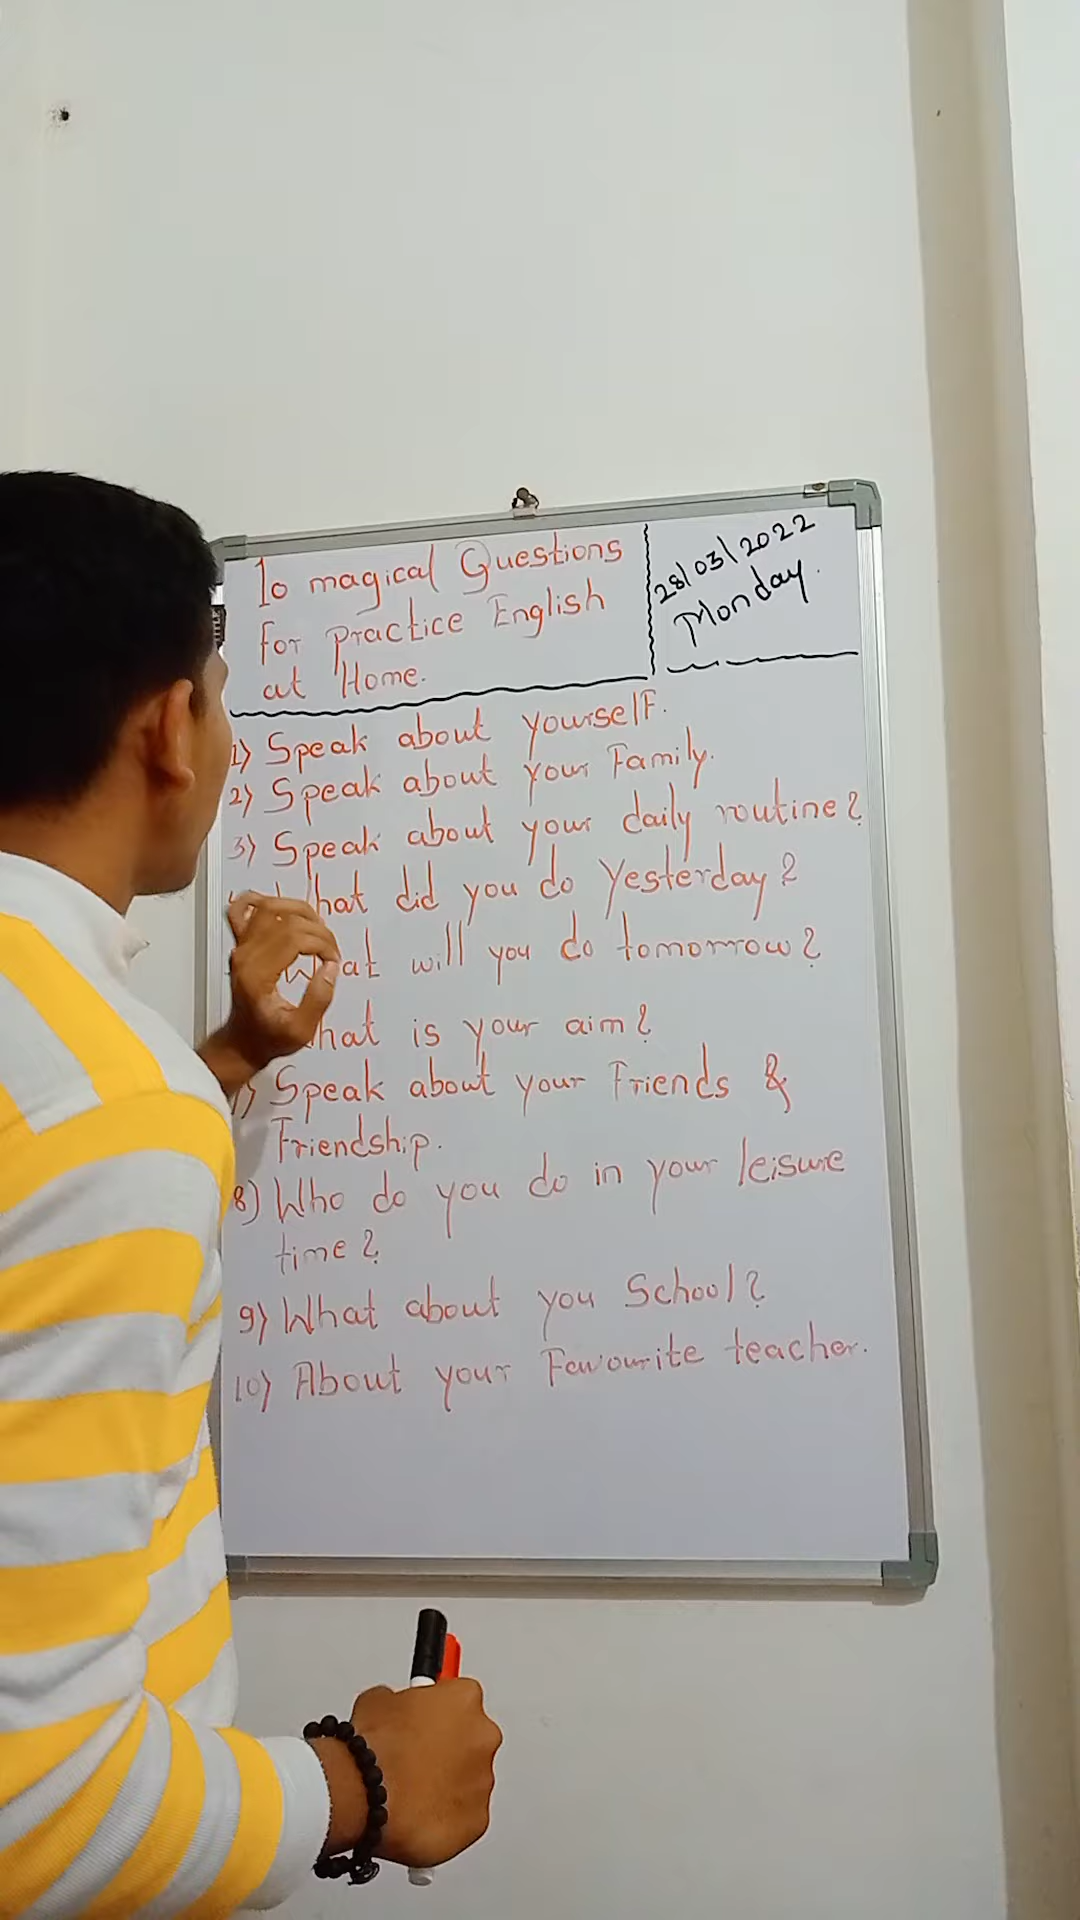 10 magical Questions
For practice English
at Home.
28/03/2022
Monday.
1) Speak about yourself.
2) Speak about your Family.
3) Speak about your daily routine?
hat did you do Yesterday?
What will you do tomorrow?
hat is your aim?
Speak about your Friends &
Friendship.
8) Who do you do in your leisure
time?
9) What about you School?
10) About your Favourite teacher.